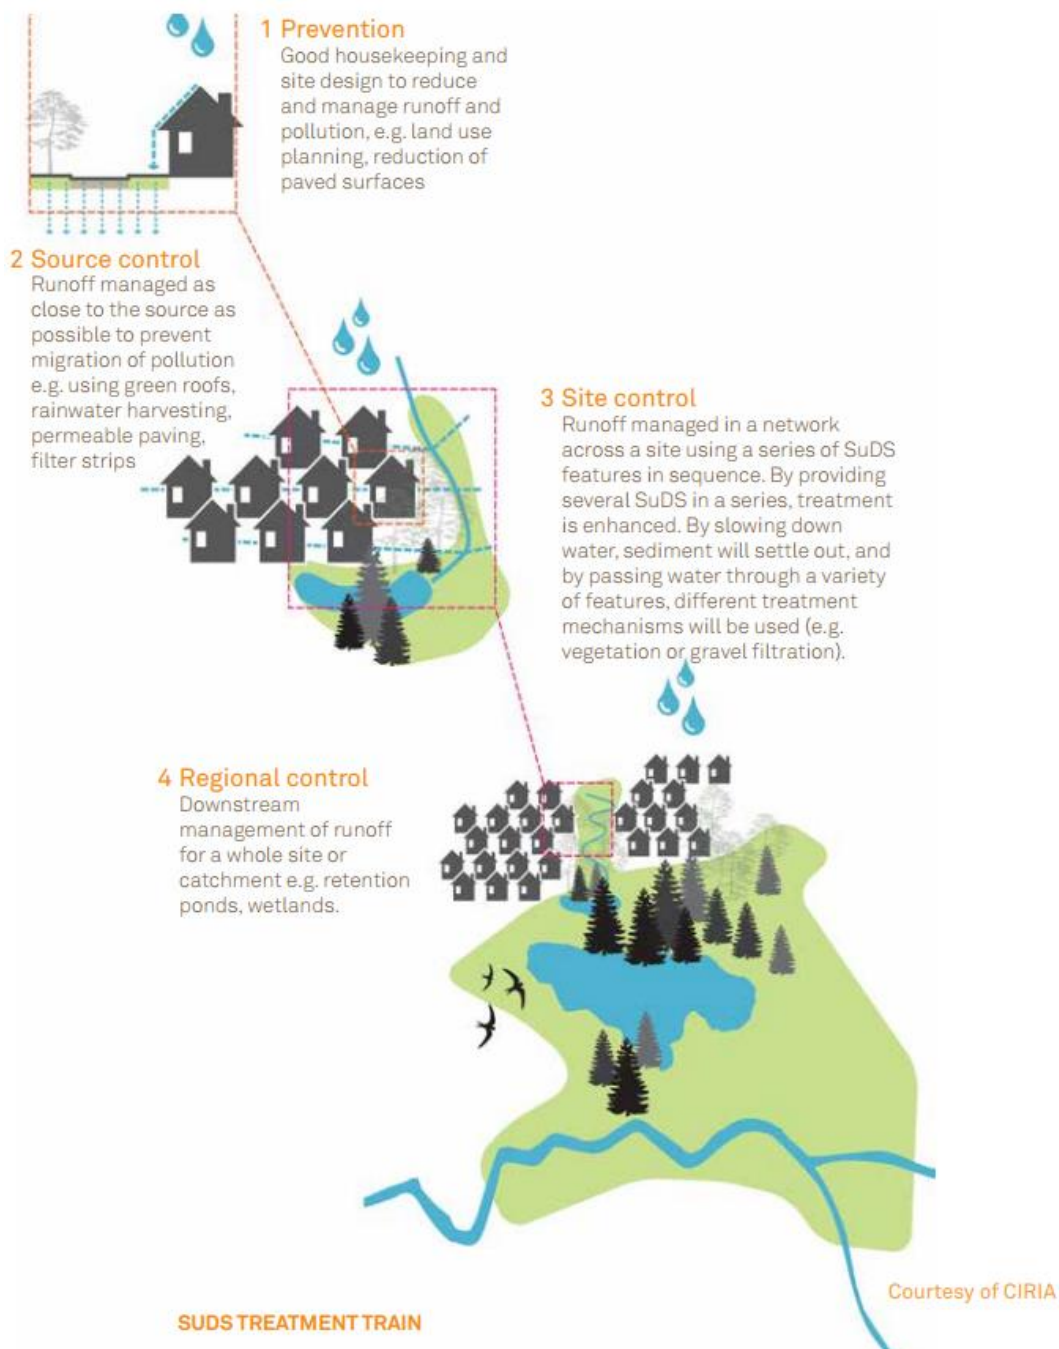 1 Prevention
Good housekeeping and
site design to reduce
and manage runoff and
pollution, e.g. land use
planning, reduction of
paved surfaces
2 Source control
Runoff managed as
close to the source as
possible to prevent
migration of pollution
e.g. using green roofs,
rainwater harvesting,
permeable paving,
filter strips
3 Site control
Runoff managed in a network
across a site using a series of SuDS
features in sequence. By providing
several SuDS in a series, treatment
is enhanced. By slowing down
water, sediment will settle out, and
by passing water through a variety
of features, different treatment
mechanisms will be used (e.g.
vegetation or gravel filtration).
4 Regional control
Downstream
management of runoff
for a whole site or
catchment e.g. retention
ponds, wetlands.
Courtesy of CIRIA
SUDS TREATMENT TRAIN